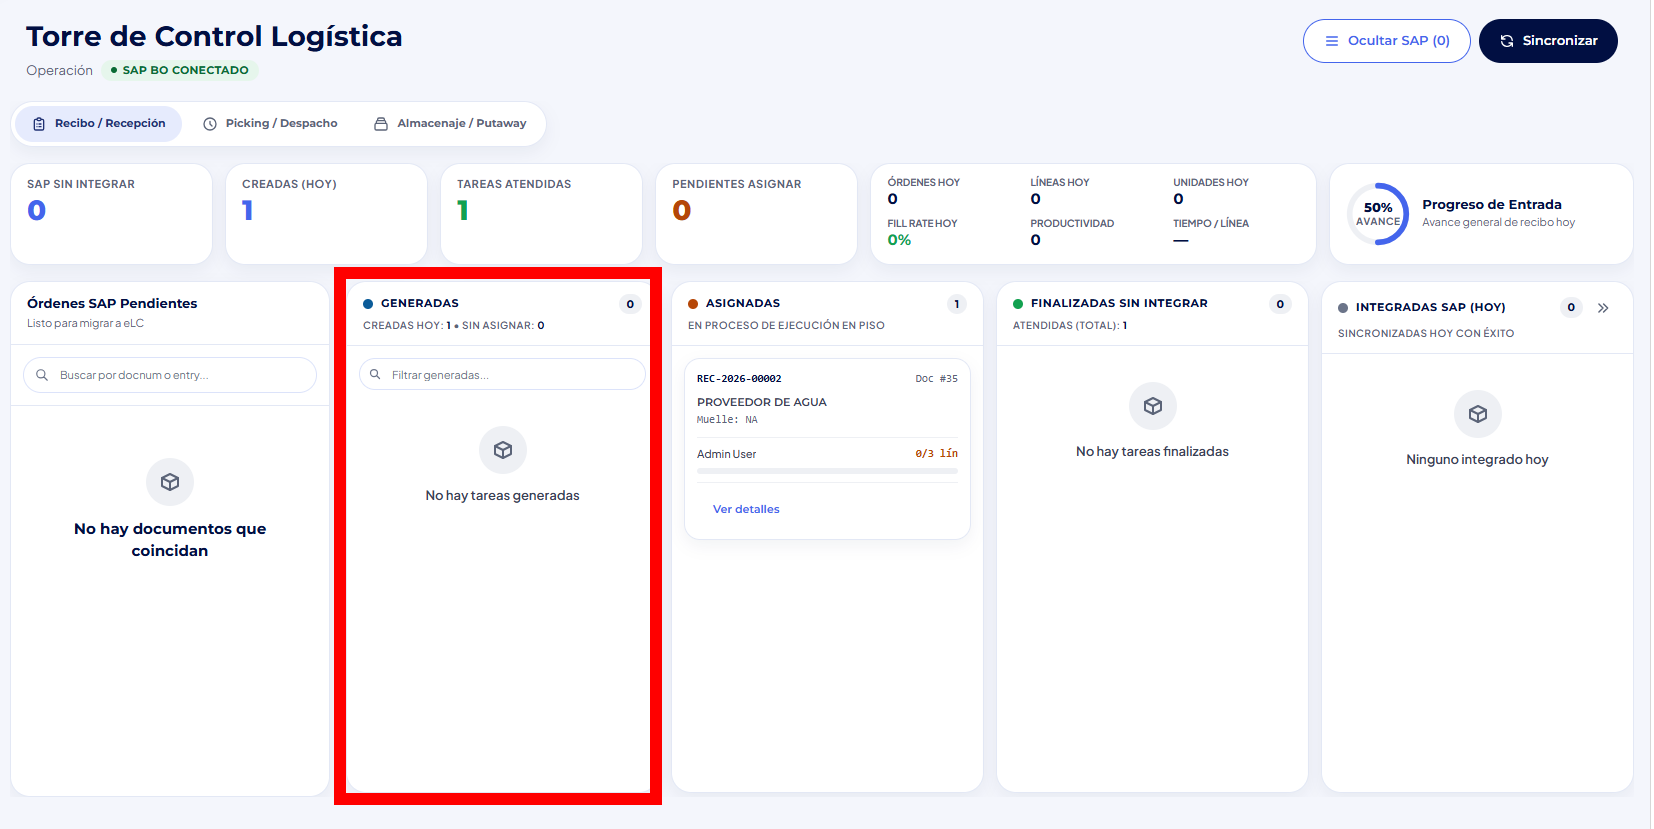 Torre de Control Logística
Operación
SAP BO CONECTADO
Ocultar SAP (0)
Sincronizar
Recibo / Recepción
Picking / Despacho
Almacenaje / Putaway
SAP SIN INTEGRAR
0
CREADAS (HOY)
1
TAREAS ATENDIDAS
1
PENDIENTES ASIGNAR
0
ÓRDENES HOY
0
LÍNEAS HOY
0
UNIDADES HOY
0
FILL RATE HOY
0%
PRODUCTIVIDAD
0
TIEMPO / LÍNEA
—
50%
AVANCE
Progreso de Entrada
Avance general de recibo hoy
Órdenes SAP Pendientes
Listo para migrar a eLC
Buscar por docnum o entry...
No hay documentos que
coincidan
GENERADAS
0
CREADAS HOY: 1 • SIN ASIGNAR: 0
Filtrar generadas...
No hay tareas generadas
ASIGNADAS
1
EN PROCESO DE EJECUCIÓN EN PISO
REC-2026-00002
Doc #35
PROVEEDOR DE AGUA
Muelle: NA
Admin User
0/3 lín
Ver detalles
FINALIZADAS SIN INTEGRAR
0
ATENDIDAS (TOTAL): 1
No hay tareas finalizadas
INTEGRADAS SAP (HOY)
0
SINCRONIZADAS HOY CON ÉXITO
Ninguno integrado hoy